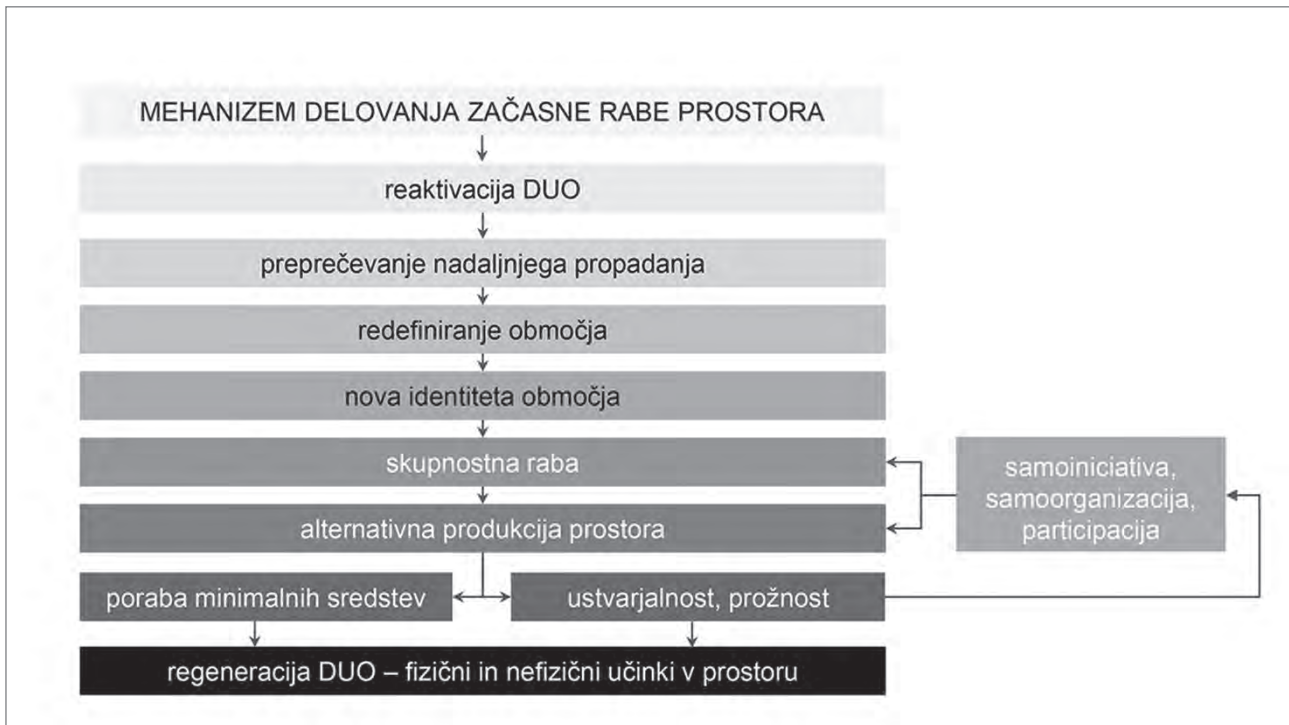 MEHANIZEM DELOVANJA ZAČASNE RABE PROSTORA
reaktivacija DUO
preprečevanje nadaljnjega propadanja
redefiniranje območja
nova identiteta območja
skupnostna raba
alternativna produkcija prostora
samoiniciativa,
samoorganizacija,
participacija
poraba minimalnih sredstev
ustvarjalnost, prožnost
regeneracija DUO – fizični in nefizični učinki v prostoru